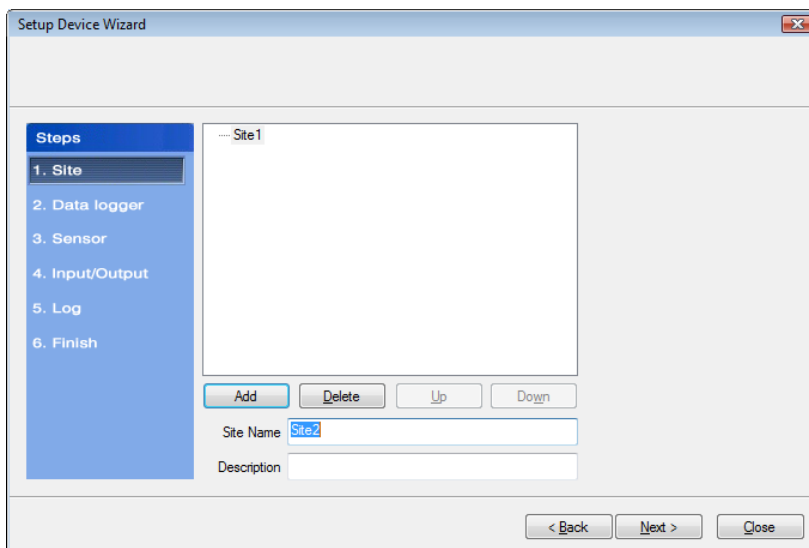 Setup Device Wizard
Steps
1. Site
2. Data logger
3. Sensor
4. Input/Output
5. Log
6. Finish
Site1
Add Delete Up Down
Site Name Site2
Description
< Back Next > Close